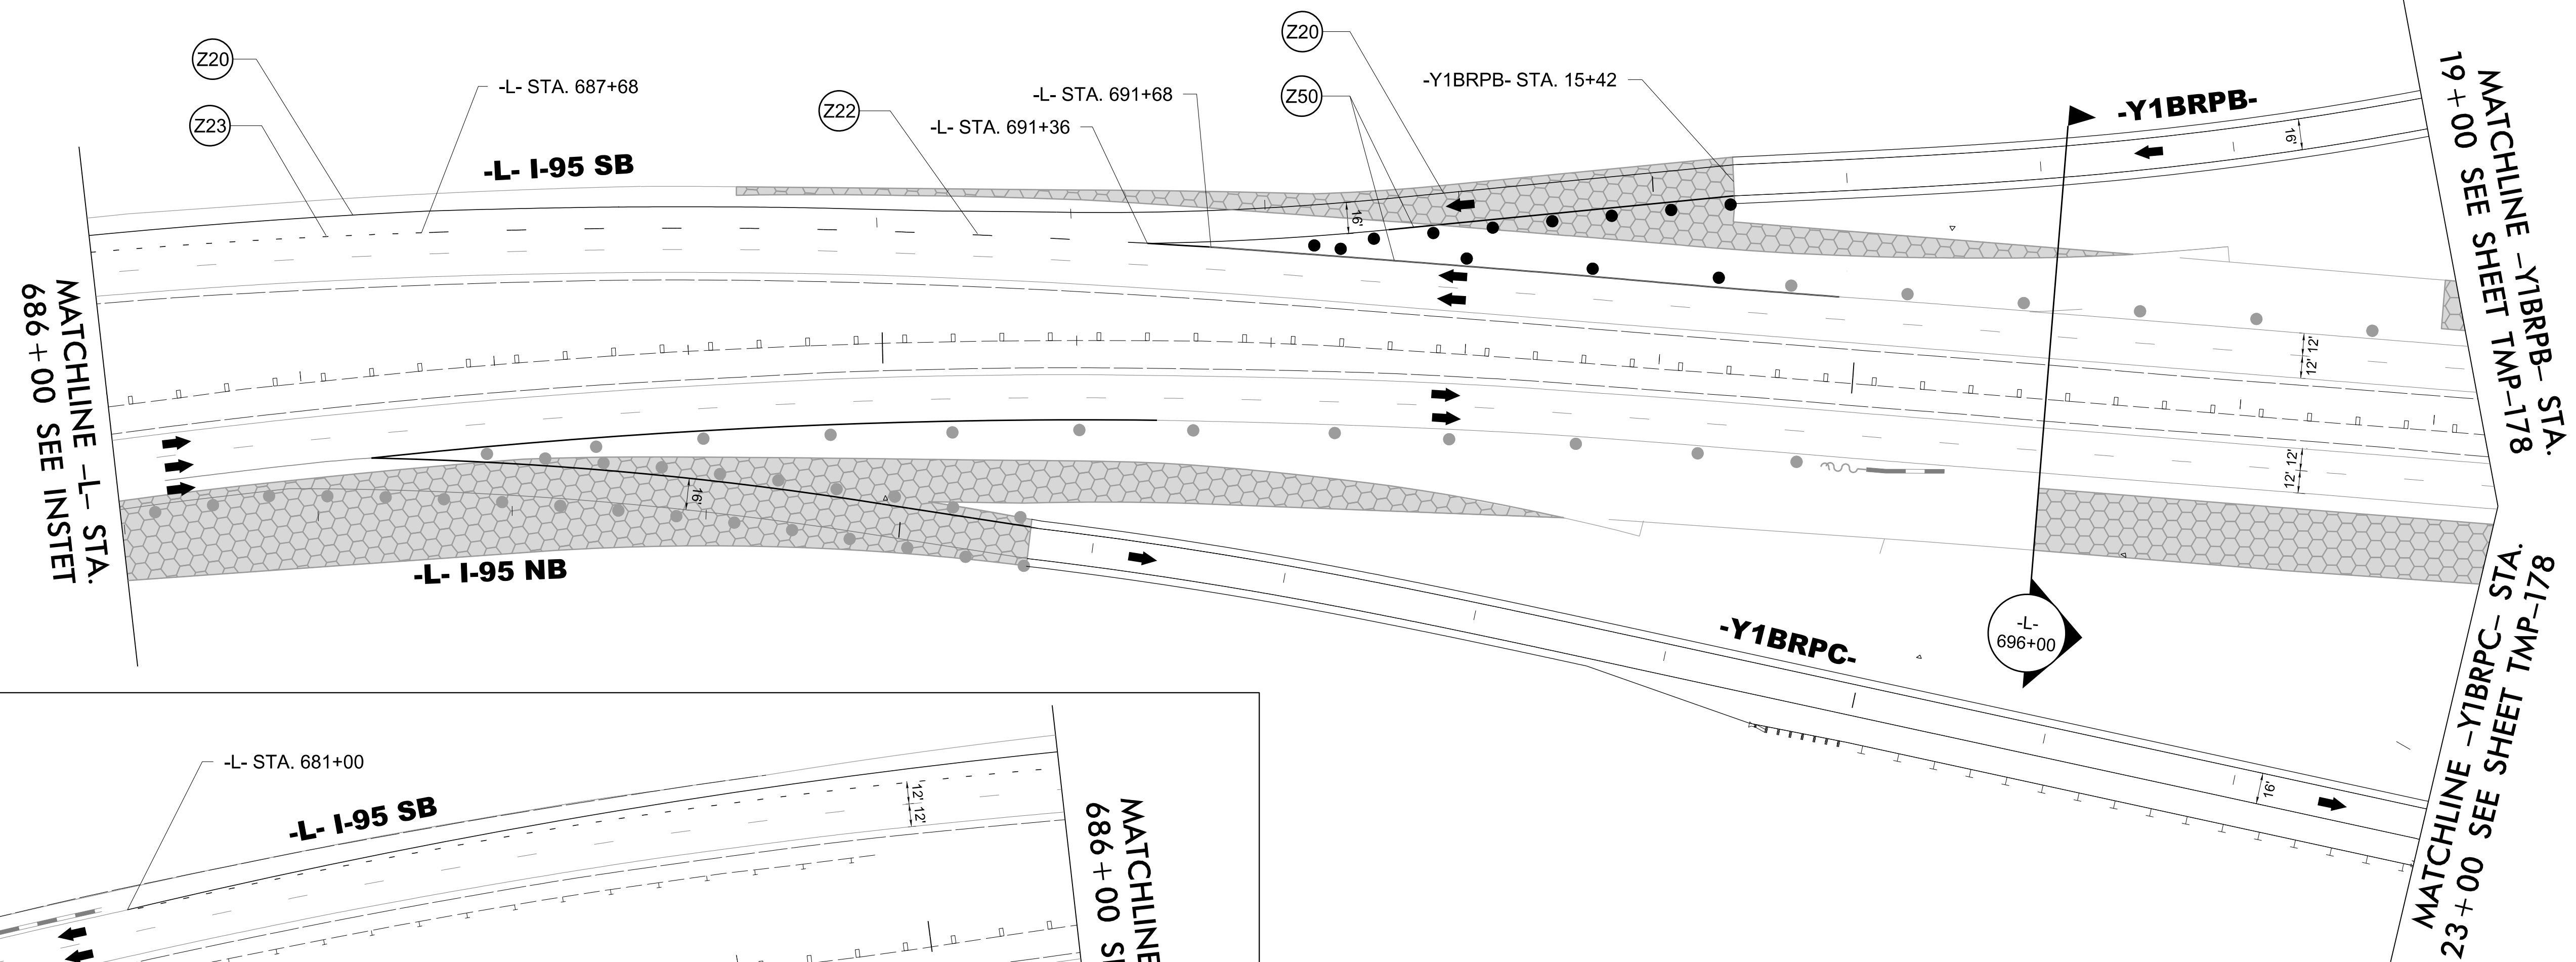 Z20
Z23
-L- STA. 687+68
-L- I-95 SB
Z22
-L- STA. 691+68
-L- STA. 691+36
Z20
Z50
-Y1BRPB- STA. 15+42
-Y1BRPB-
16'
16'
MATCHLINE -Y1BRPB- STA.
19+00 SEE SHEET TMP-178
MATCHLINE -L- STA.
686+00 SEE INSTET
12' 12'
12' 12'
16'
-L- I-95 NB
-Y1BRPC-
-L-
696+00
16'
MATCHLINE -Y1BRPC- STA.
23+00 SEE SHEET TMP-178
-L- STA. 681+00
-L- I-95 SB
12' 12'
MATCHLINE
686+00